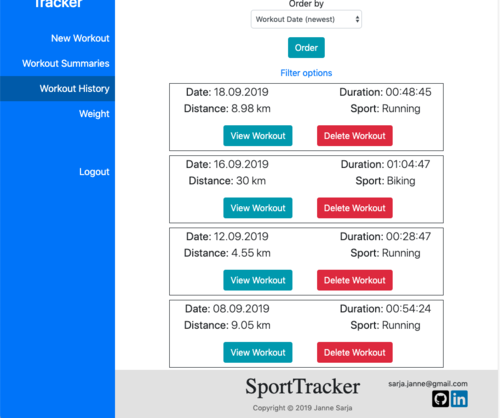 Tracker
New Workout
Workout Summaries
Workout History
Weight
Logout
Order by
Workout Date (newest)
Order
Filter options
Date: 18.09.2019 Duration: 00:48:45
Distance: 8.98 km Sport: Running
View Workout Delete Workout
Date: 16.09.2019 Duration: 01:04:47
Distance: 30 km Sport: Biking
View Workout Delete Workout
Date: 12.09.2019 Duration: 00:28:47
Distance: 4.55 km Sport: Running
View Workout Delete Workout
Date: 08.09.2019 Duration: 00:54:24
Distance: 9.05 km Sport: Running
View Workout Delete Workout
SportTracker sarja.janne@gmail.com
in
Copyright © 2019 Janne Sarja